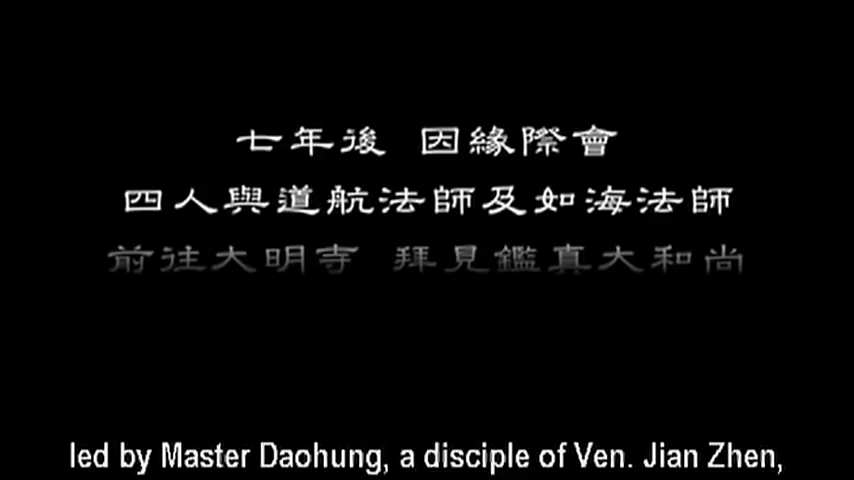 七年後 因緣際會
四人與道航法師及如海法師
前往大明寺 拜見鑑真大和尚
led by Master Daohung, a disciple of Ven. Jian Zhen,